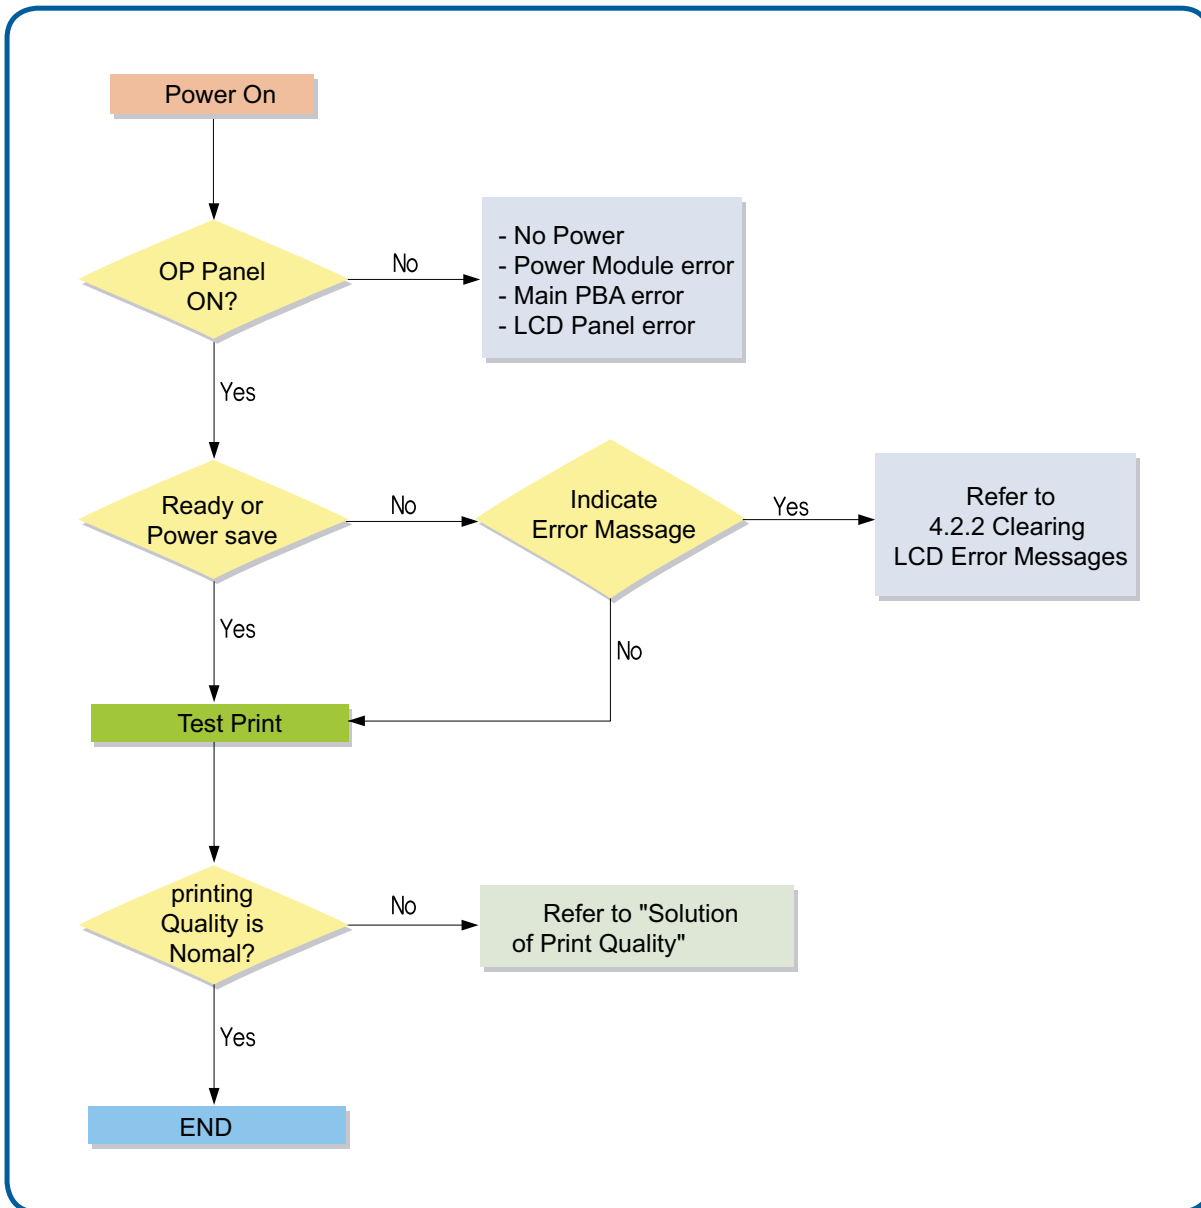 Power On
OP Panel
ON?
No
- No Power
- Power Module error
- Main PBA error
- LCD Panel error
Yes
Ready or
Power save
No
Indicate
Error Massage
Yes
Refer to
4.2.2 Clearing
LCD Error Messages
Yes
No
Test Print
printing
Quality is
Nomal?
No
Refer to "Solution
of Print Quality"
Yes
END